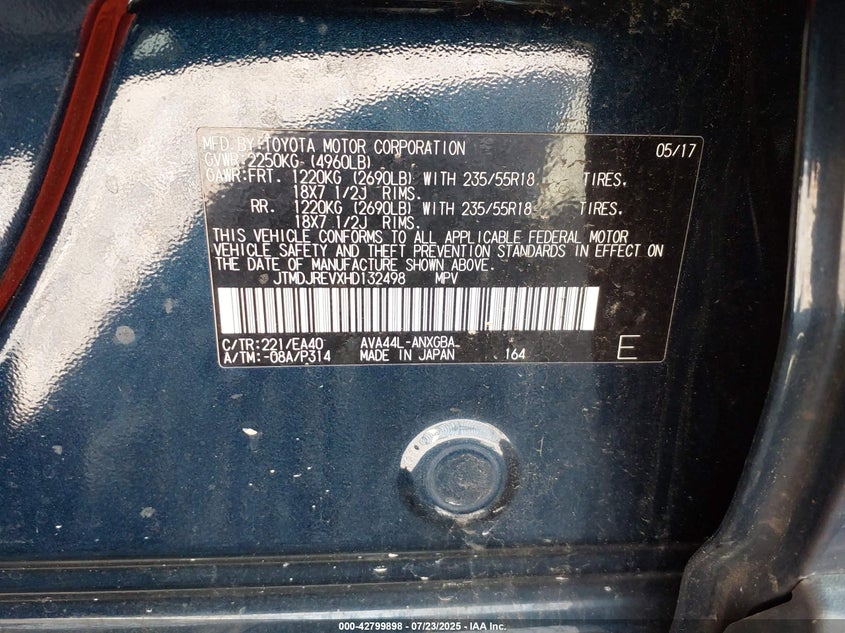 MFD.BY:TOYOTA MOTOR CORPORATION 05/17
GVWR:2250KG (4960LB)
GAWR:FRT. 1220KG (2690LB) WITH 235/55R18 TIRES,
18X7 1/2J RIMS.
RR. 1220KG (2690LB) WITH 235/55R18 TIRES,
18X7 1/2J RIMS.
THIS VEHICLE CONFORMS TO ALL APPLICABLE FEDERAL MOTOR
VEHICLE SAFETY AND THEFT PREVENTION STANDARDS IN EFFECT ON
THE DATE OF MANUFACTURE SHOWN ABOVE.
JTMDJREVXHD132498 MPV
C/TR:221/EA40 AVA44L-ANXGBA
A/TM:-08A/P314 MADE IN JAPAN 164 E
000-42799898 - 07/23/2025 - IAA Inc.